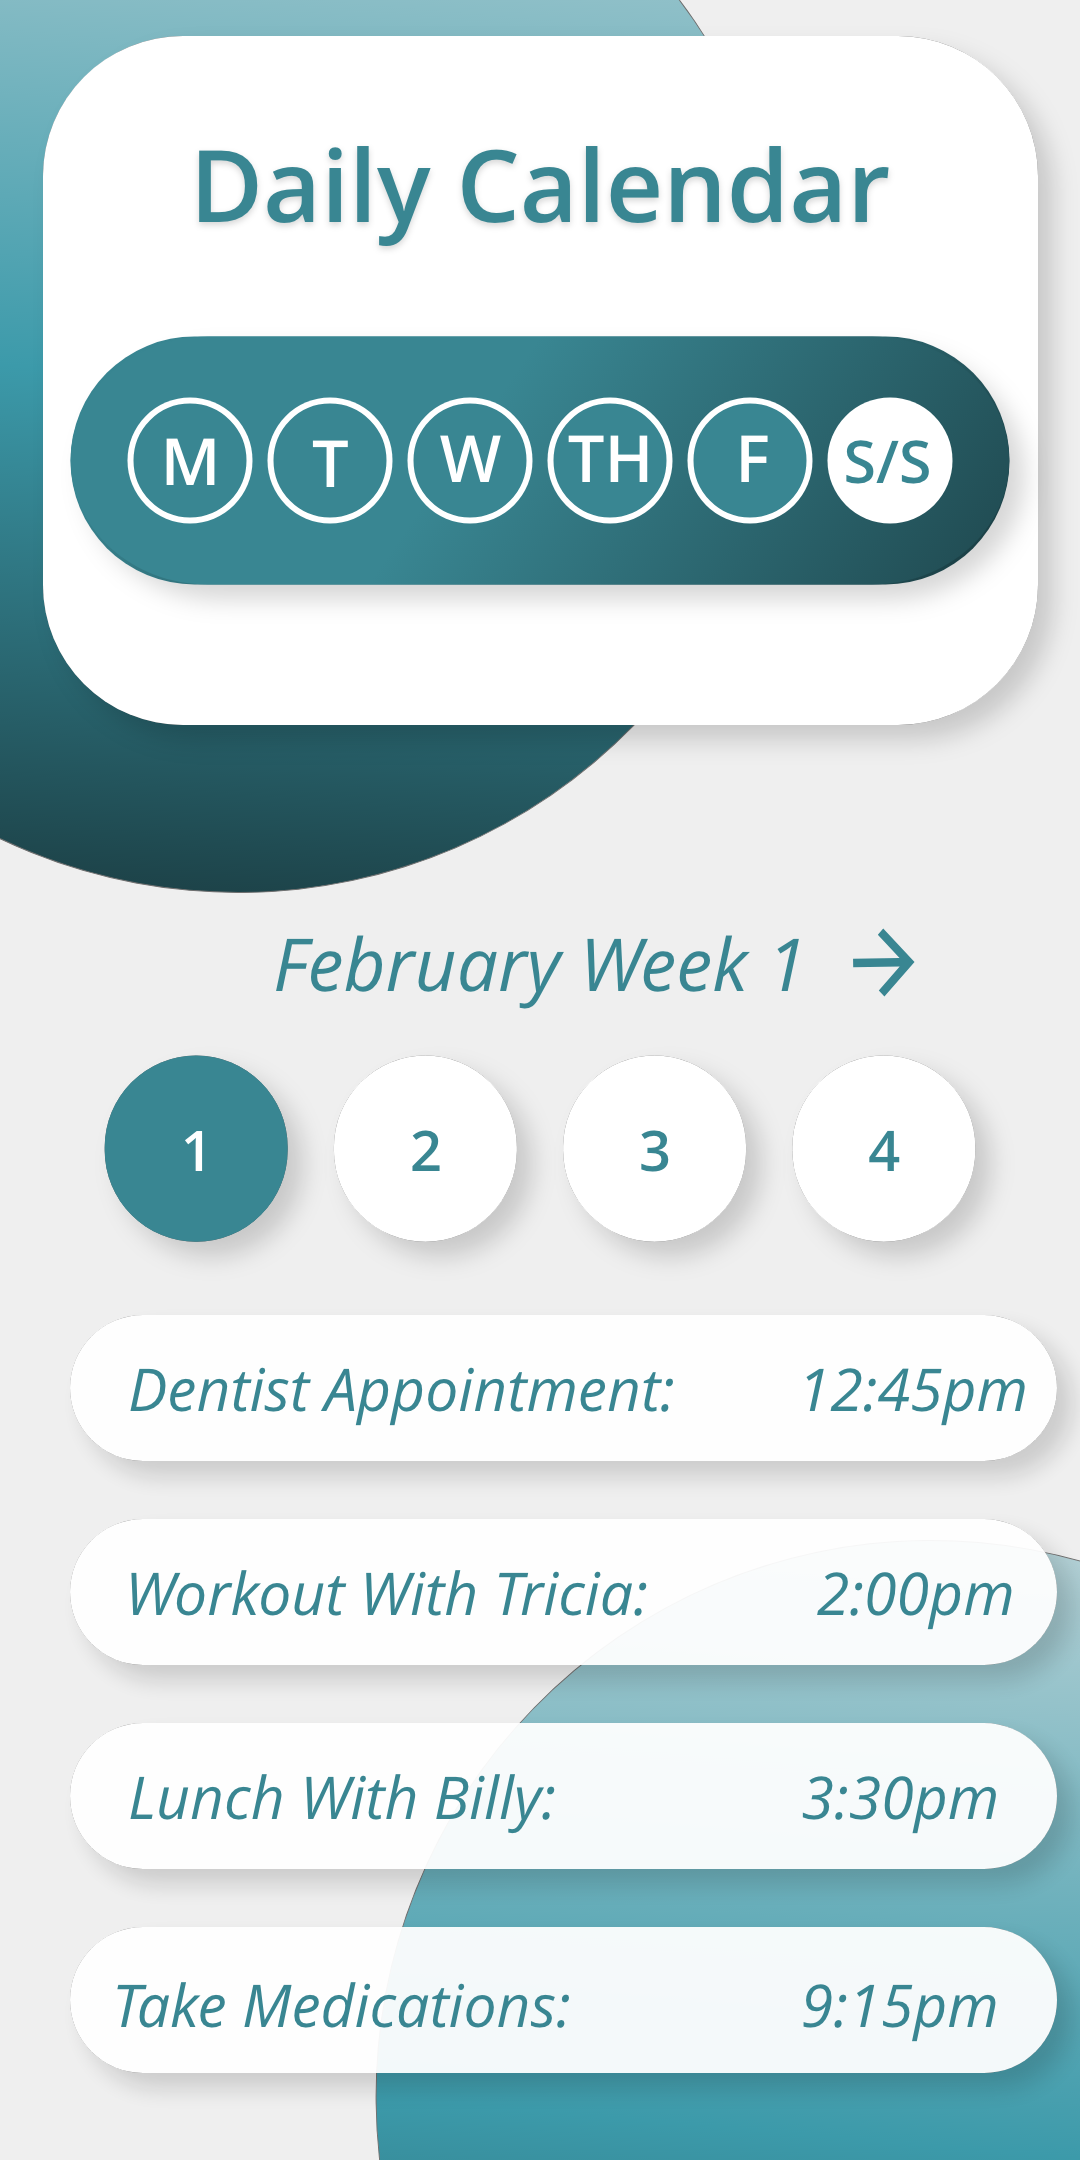 Daily Calendar
M T W TH F S/S
February Week 1 →
1 2 3 4
Dentist Appointment: 12:45pm
Workout With Tricia: 2:00pm
Lunch With Billy: 3:30pm
Take Medications: 9:15pm